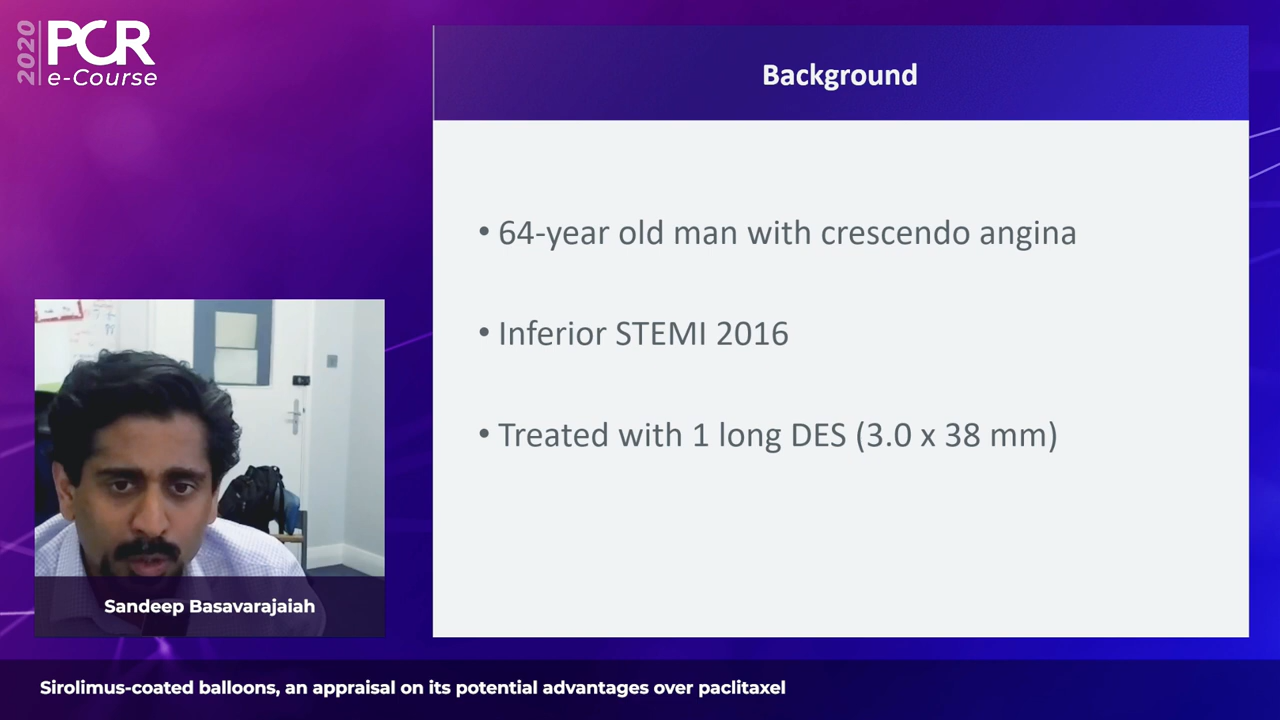 2020
PCR
e-Course
Background
• 64-year old man with crescendo angina
• Inferior STEMI 2016
• Treated with 1 long DES (3.0 x 38 mm)
Sandeep Basavarajaiah
Sirolimus-coated balloons, an appraisal on its potential advantages over paclitaxel